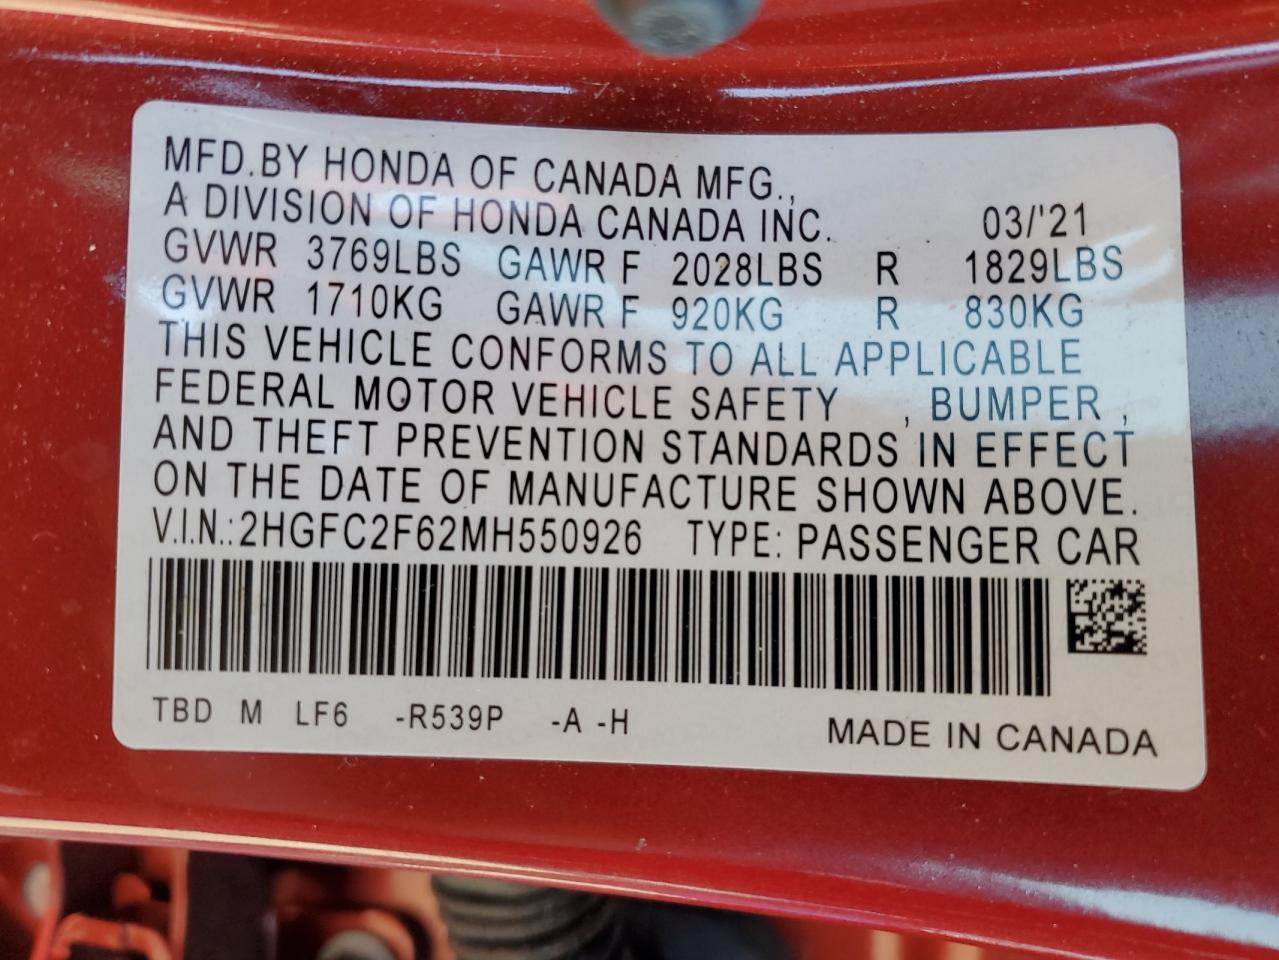 MFD.BY HONDA OF CANADA MFG.,
A DIVISION OF HONDA CANADA INC. 03/'21
GVWR 3769LBS GAWR F 2028LBS R 1829LBS
GVWR 1710KG GAWR F 920KG R 830KG
THIS VEHICLE CONFORMS TO ALL APPLICABLE
FEDERAL MOTOR VEHICLE SAFETY , BUMPER ,
AND THEFT PREVENTION STANDARDS IN EFFECT
ON THE DATE OF MANUFACTURE SHOWN ABOVE.
V.I.N.:2HGFC2F62MH550926 TYPE: PASSENGER CAR
TBD M LF6 -R539P -A -H MADE IN CANADA